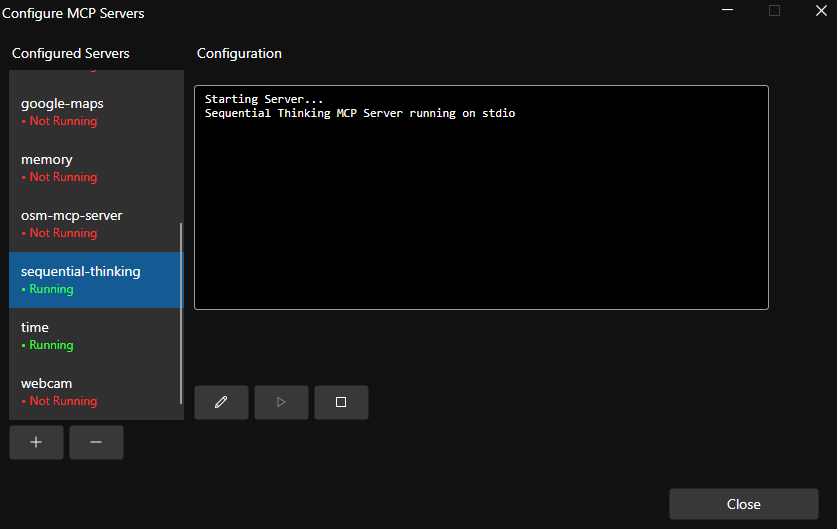 Configure MCP Servers
Configured Servers
Configuration
google-maps
• Not Running
memory
• Not Running
osm-mcp-server
• Not Running
sequential-thinking
• Running
time
• Running
webcam
• Not Running
Starting Server...
Sequential Thinking MCP Server running on stdio
Close